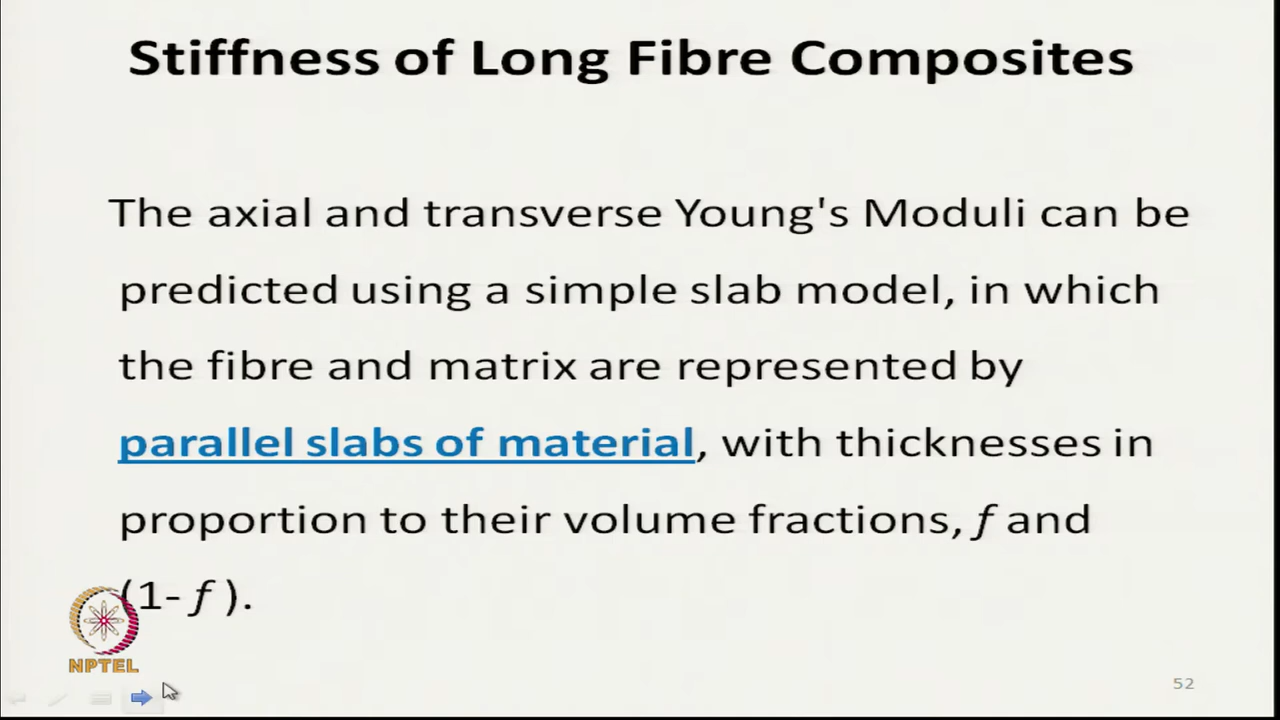 Stiffness of Long Fibre Composites
The axial and transverse Young's Moduli can be
predicted using a simple slab model, in which
the fibre and matrix are represented by
parallel slabs of material, with thicknesses in
proportion to their volume fractions, f and
(1- f ).
NPTEL
52